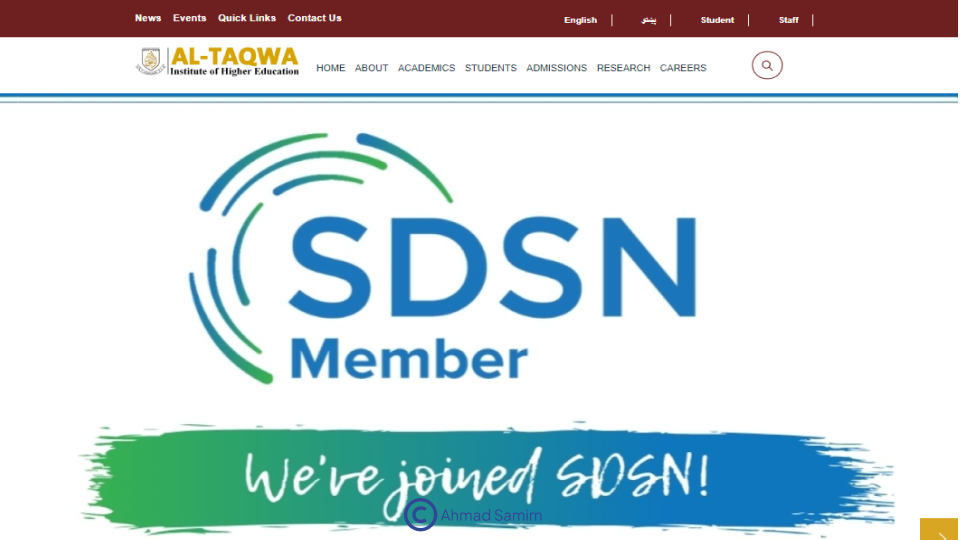 News Events Quick Links Contact Us
English پښتو Student Staff
AL-TAQWA
Institute of Higher Education
HOME ABOUT ACADEMICS STUDENTS ADMISSIONS RESEARCH CAREERS
SDSN
Member
We've joined SDSN!
© Ahmad Samim